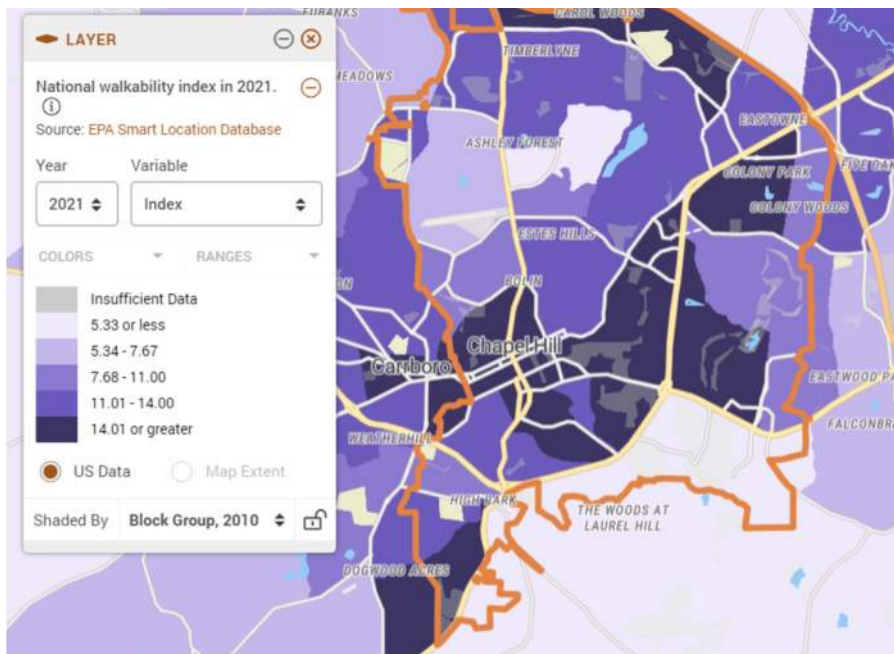 LAYER
National walkability index in 2021.
Source: EPA Smart Location Database
Year Variable
2021 Index
COLORS RANGES
Insufficient Data
5.33 or less
5.34 - 7.67
7.68 - 11.00
11.01 - 14.00
14.01 or greater
US Data Map Extent
Shaded By Block Group, 2010
EUBANKS
CAROL WOODS
TIMBERLYNE
MEADOWS
EASTOWNE
ASHLEY FOREST
FIVE OAK
COLONY PARK
COLONY WOODS
ESTES HILLS
ON
BOLIN
Chapel Hill
Carrboro
EASTWOOD PA
WEATHERHILL
FALCONBR
HIGH PARK
THE WOODS AT
LAUREL HILL
DOGWOOD ACRES